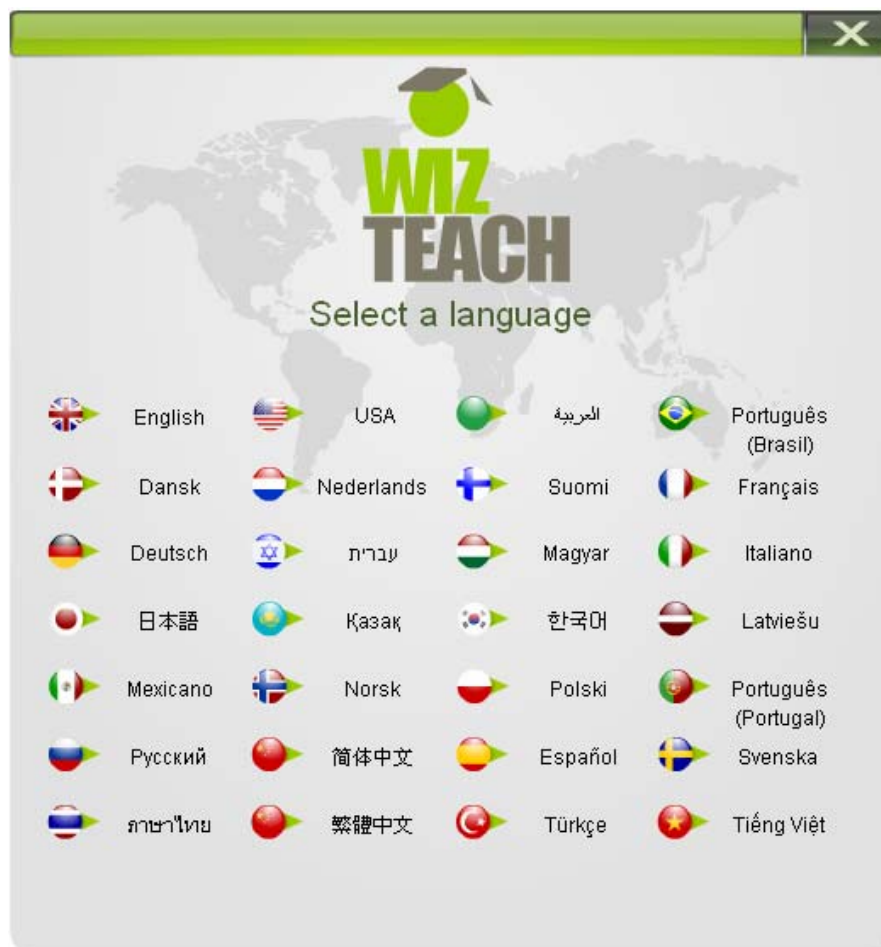 WIZ
TEACH
Select a language
English
USA
العربية
Português
(Brasil)
Dansk
Nederlands
Suomi
Français
Deutsch
עברית
Magyar
Italiano
日本語
Қазақ
한국어
Latviešu
Mexicano
Norsk
Polski
Português
(Portugal)
Русский
简体中文
Español
Svenska
ภาษาไทย
繁體中文
Türkçe
Tiếng Việt